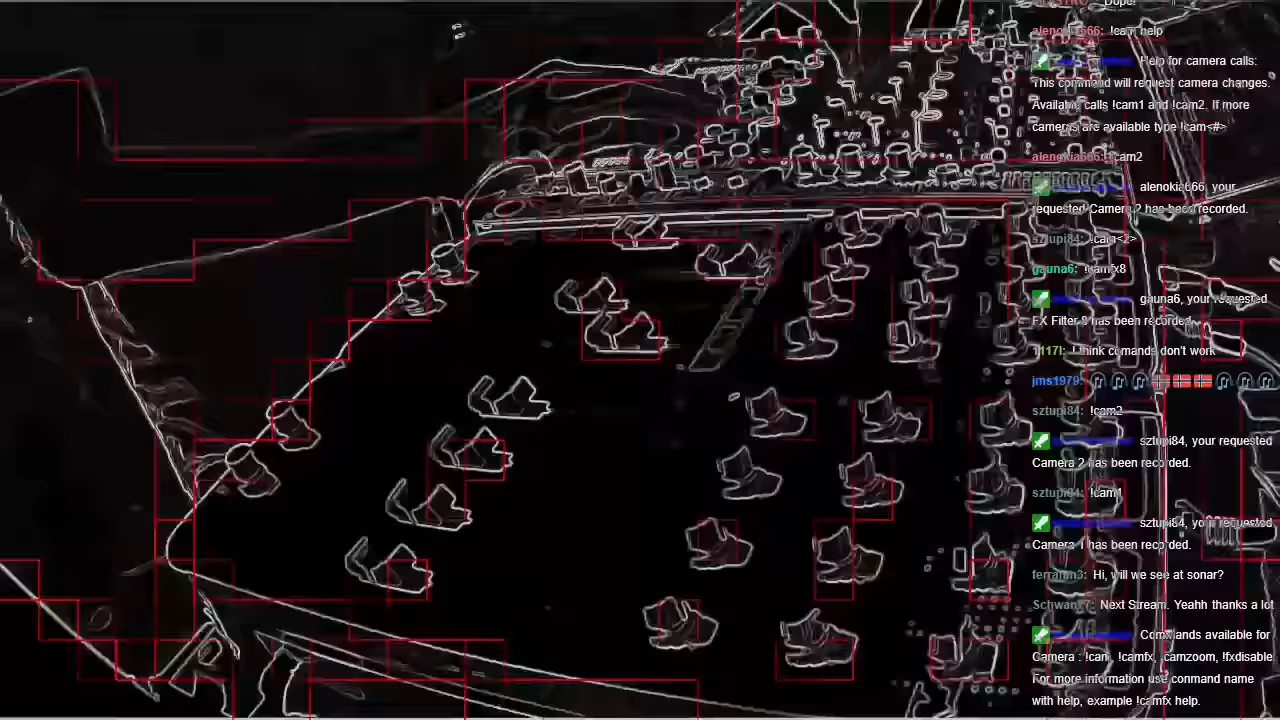 Dope!
alenokia666: !cam help
Help for camera calls:
This command will request camera changes.
Available calls !cam1 and !cam2. If more
cameras are available type !cam<#>
alenokia666: !cam2
alenokia666, your
requested Camera 2 has been recorded.
sztupi84: !cam<2>
gauna6: !camfx8
gauna6, your requested
FX Filter 8 has been recorded.
1117l: I think comands don't work
jms1979:
sztupi84: !cam2
sztupi84, your requested
Camera 2 has been recorded.
sztupi84: !cam1
sztupi84, your requested
Camera 1 has been recorded.
Hi, will we see at sonar?
Next Stream. Yeahh thanks a lot
Commands available for
Camera : !cam, !camfx, !camzoom, !fxdisable
For more information use command name
with help, example !camfx help.